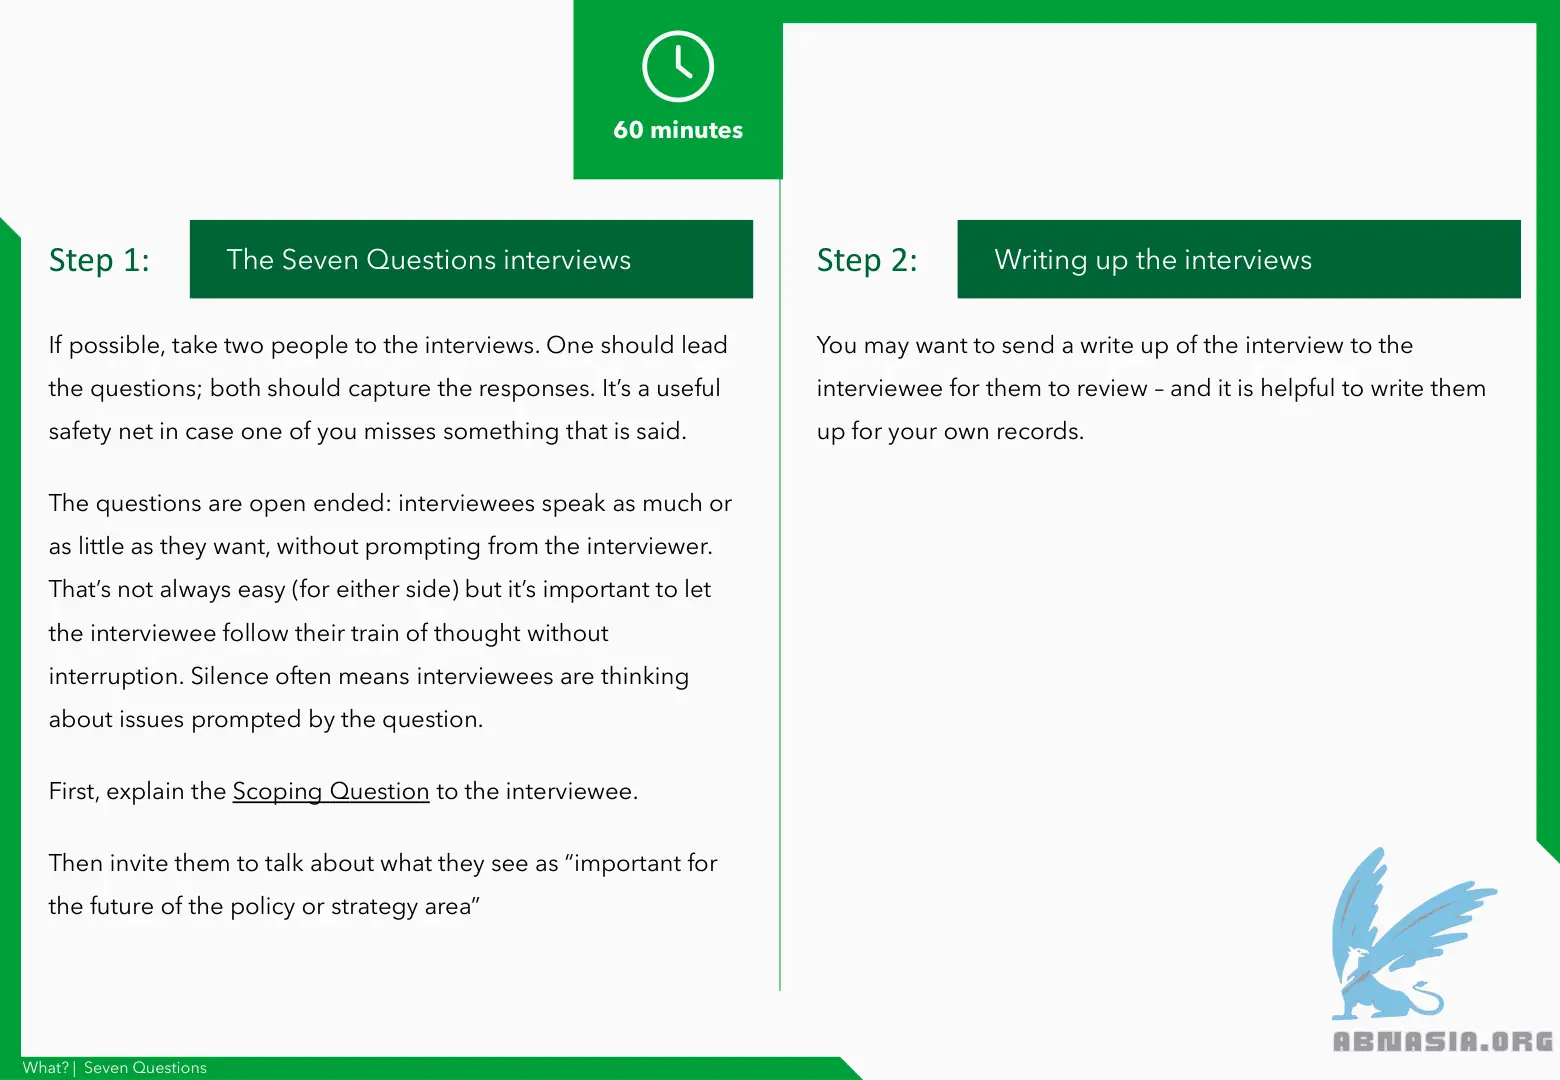 60 minutes
Step 1:
The Seven Questions interviews
If possible, take two people to the interviews. One should lead
the questions; both should capture the responses. It’s a useful
safety net in case one of you misses something that is said.
The questions are open ended: interviewees speak as much or
as little as they want, without prompting from the interviewer.
That’s not always easy (for either side) but it’s important to let
the interviewee follow their train of thought without
interruption. Silence often means interviewees are thinking
about issues prompted by the question.
First, explain the Scoping Question to the interviewee.
Then invite them to talk about what they see as “important for
the future of the policy or strategy area”
Step 2:
Writing up the interviews
You may want to send a write up of the interview to the
interviewee for them to review – and it is helpful to write them
up for your own records.
ABNASIA.ORG
What? | Seven Questions